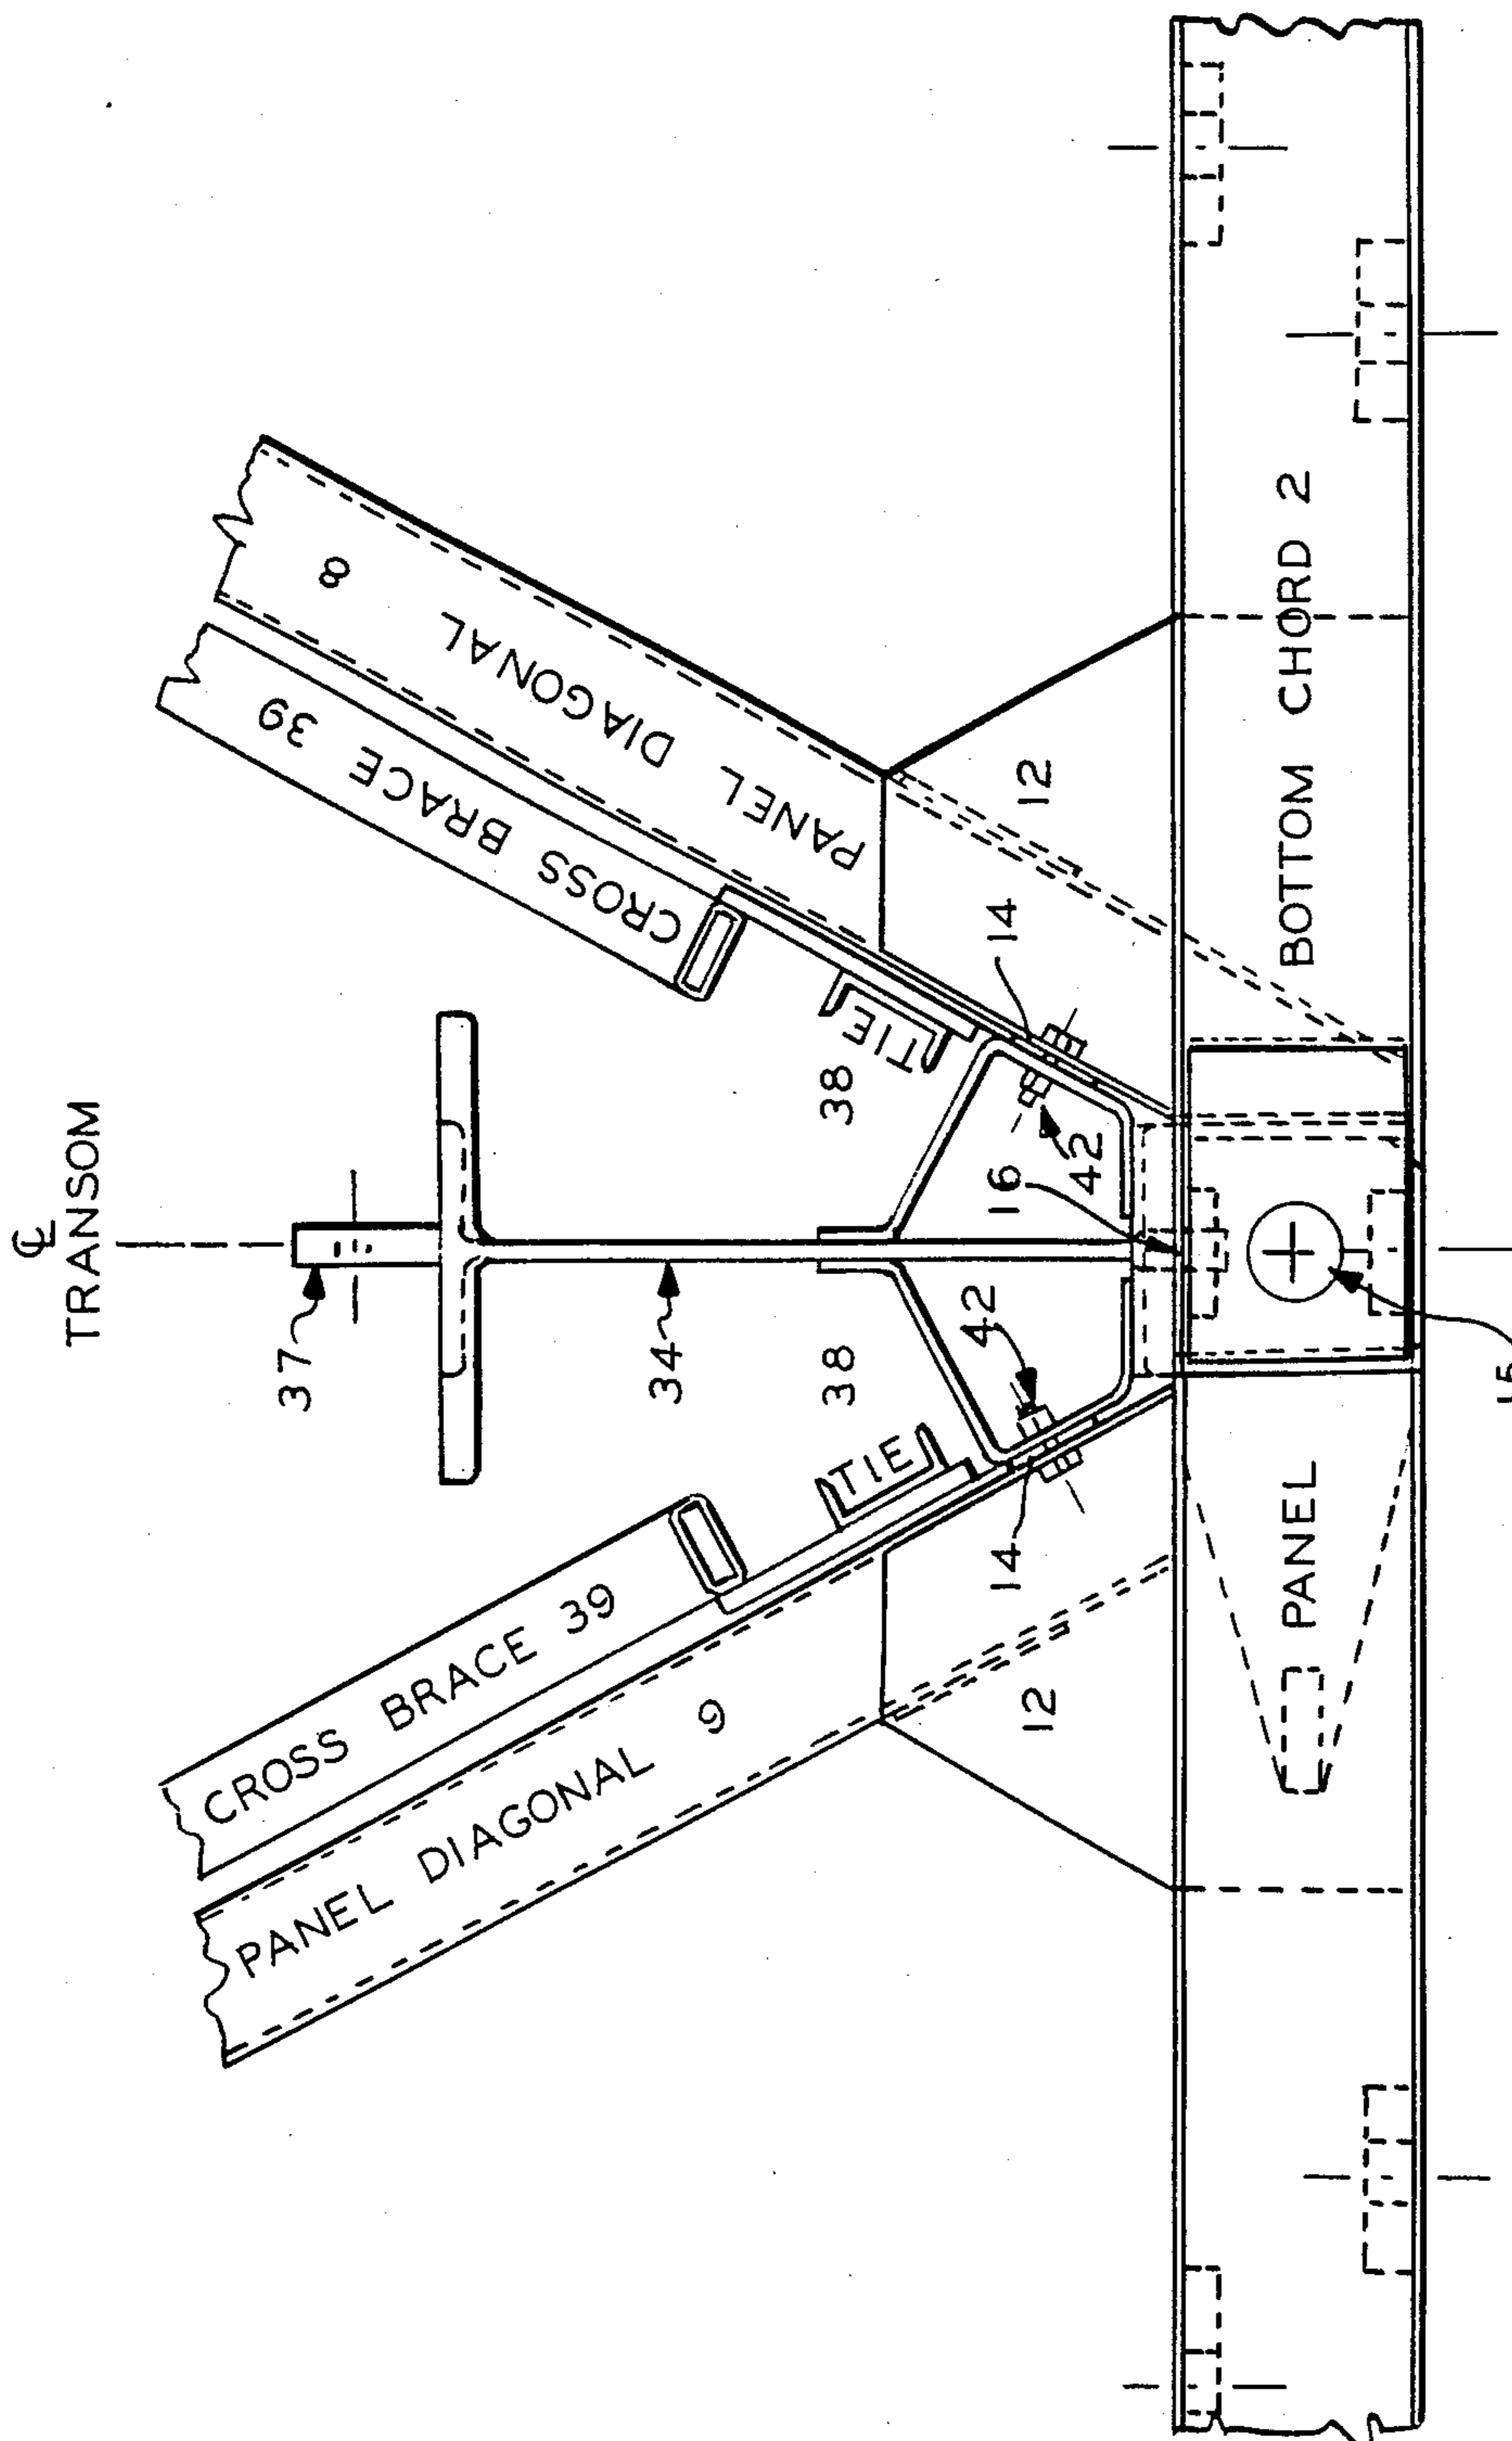 ℄
TRANSOM
37
34
38
38
CROSS BRACE 39
PANEL DIAGONAL 9
CROSS BRACE 39
PANEL DIAGONAL 8
TIE
TIE
42
42
16
14
14
12
12
PANEL
BOTTOM CHORD 2
15